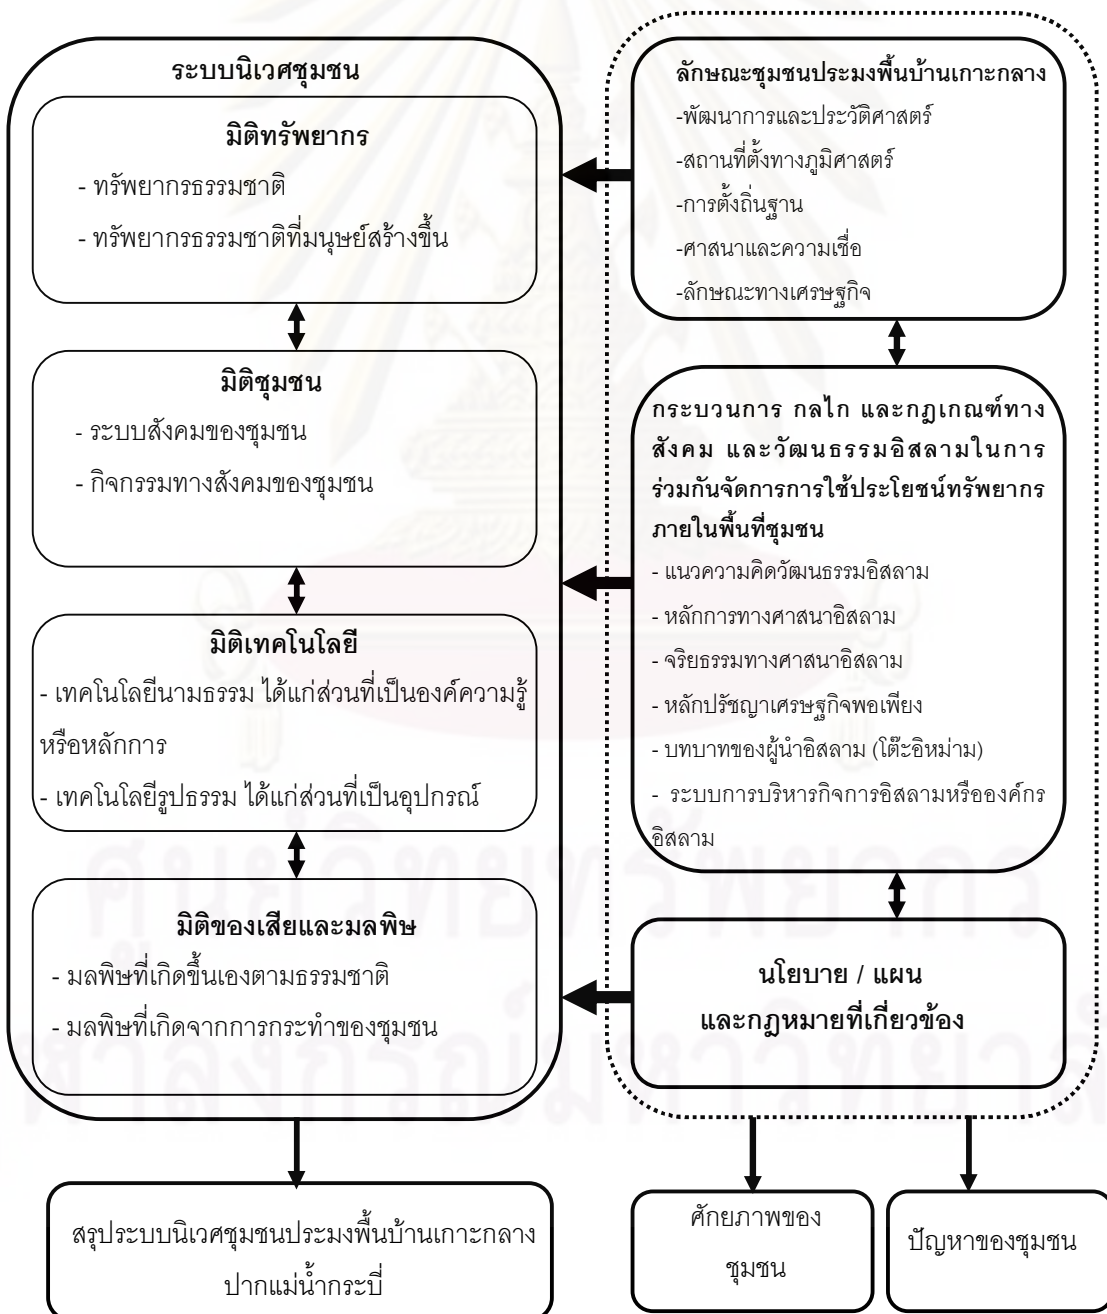 ระบบนิเวศชุมชน
มิติทรัพยากร
- ทรัพยากรธรรมชาติ
- ทรัพยากรธรรมชาติที่มนุษย์สร้างขึ้น
มิติชุมชน
- ระบบสังคมของชุมชน
- กิจกรรมทางสังคมของชุมชน
มิติเทคโนโลยี
- เทคโนโลยีนามธรรม ได้แก่ส่วนที่เป็นองค์ความรู้
หรือหลักการ
- เทคโนโลยีรูปธรรม ได้แก่ส่วนที่เป็นอุปกรณ์
มิติของเสียและมลพิษ
- มลพิษที่เกิดขึ้นเองตามธรรมชาติ
- มลพิษที่เกิดจากการกระทำของชุมชน
สรุประบบนิเวศชุมชนประมงพื้นบ้านเกาะกลาง
ปากแม่น้ำกระบี่
ลักษณะชุมชนประมงพื้นบ้านเกาะกลาง
-พัฒนาการและประวัติศาสตร์
-สถานที่ตั้งทางภูมิศาสตร์
-การตั้งถิ่นฐาน
-ศาสนาและความเชื่อ
-ลักษณะทางเศรษฐกิจ
กระบวนการ กลไก และกฎเกณฑ์ทาง
สังคม และวัฒนธรรมอิสลามในการ
ร่วมกันจัดการการใช้ประโยชน์ทรัพยากร
ภายในพื้นที่ชุมชน
- แนวความคิดวัฒนธรรมอิสลาม
- หลักการทางศาสนาอิสลาม
- จริยธรรมทางศาสนาอิสลาม
- หลักปรัชญาเศรษฐกิจพอเพียง
- บทบาทของผู้นำอิสลาม (โต๊ะอิหม่าม)
- ระบบการบริหารกิจการอิสลามหรือองค์กร
อิสลาม
นโยบาย / แผน
และกฎหมายที่เกี่ยวข้อง
ศักยภาพของ
ชุมชน
ปัญหาของชุมชน
ศูนย์วิทยทรัพยากร
จุฬาลงกรณ์มหาวิทยาลัย